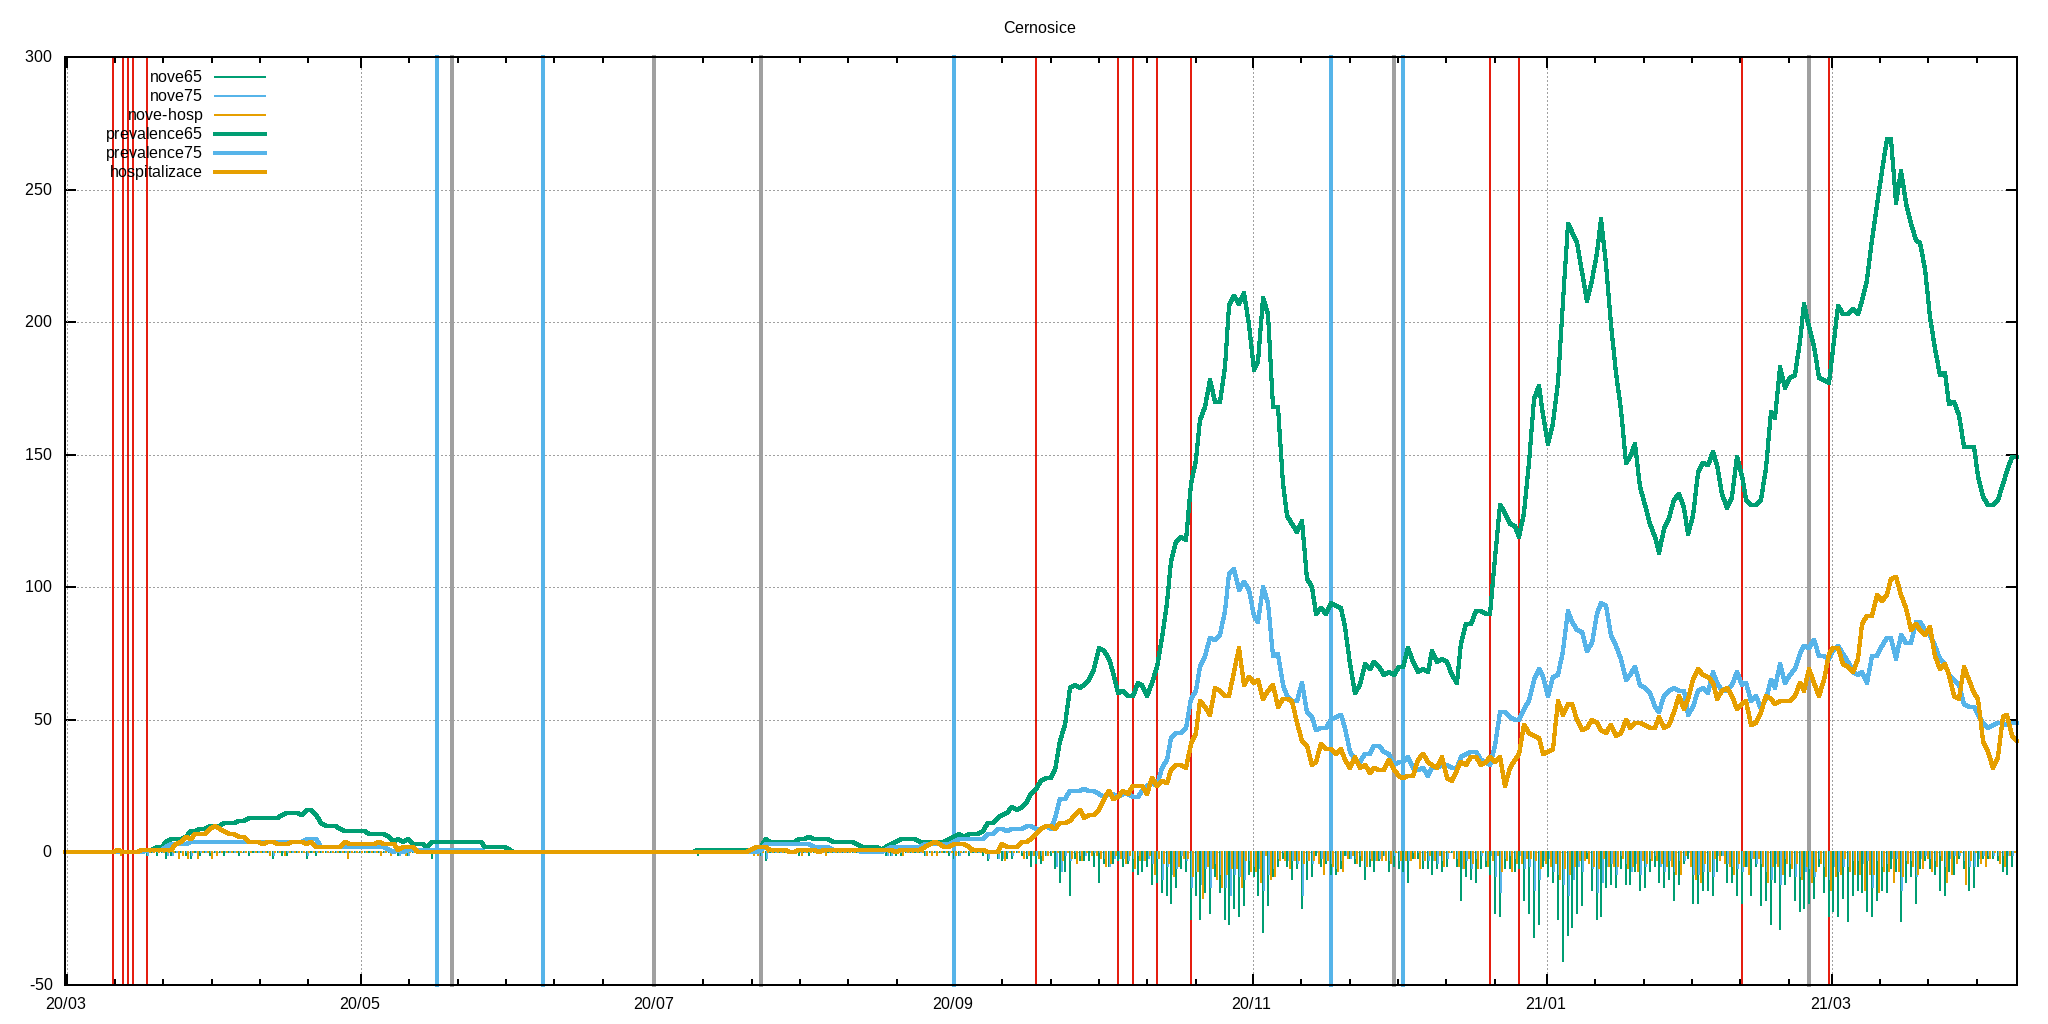 Cernosice
300
250
200
150
100
50
0
-50
nove65
nove75
nove-hosp
prevalence65
prevalence75
hospitalizace
20/03 20/05 20/07 20/09 20/11 21/01 21/03